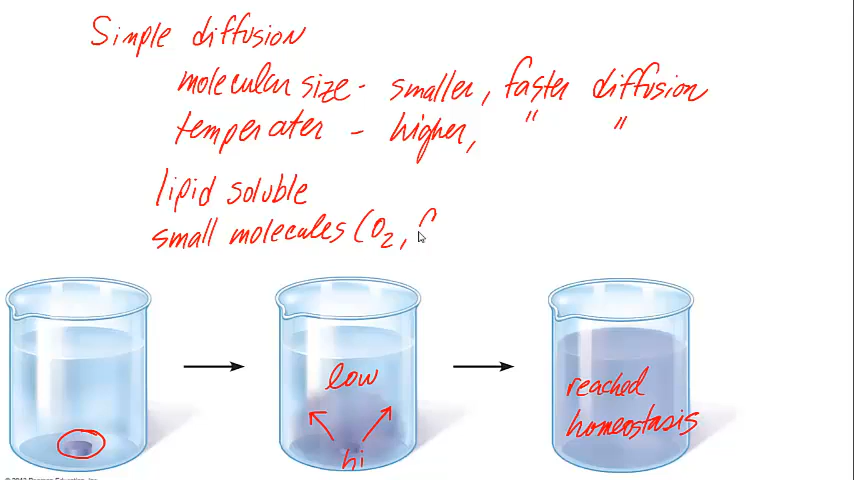 Simple diffusion
molecular size - smaller, faster diffusion
temperater - higher, " "
lipid soluble
small molecules (O2,
low
hi
reached
homeostasis